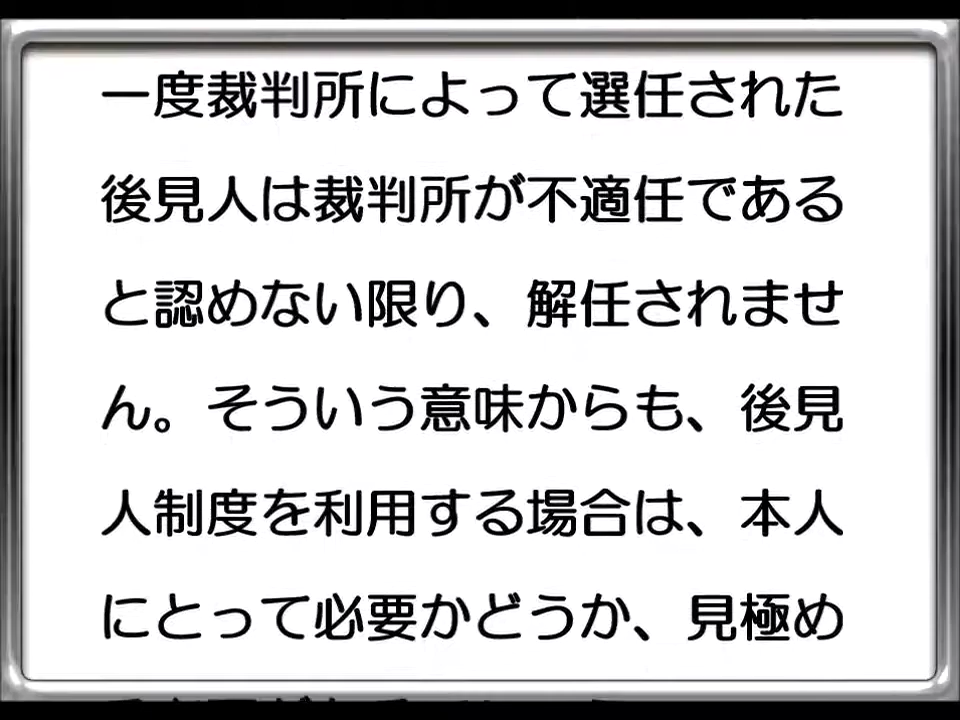 一度裁判所によって選任された
後見人は裁判所が不適任である
と認めない限り、解任されませ
ん。そういう意味からも、後見
人制度を利用する場合は、本人
にとって必要かどうか、見極め